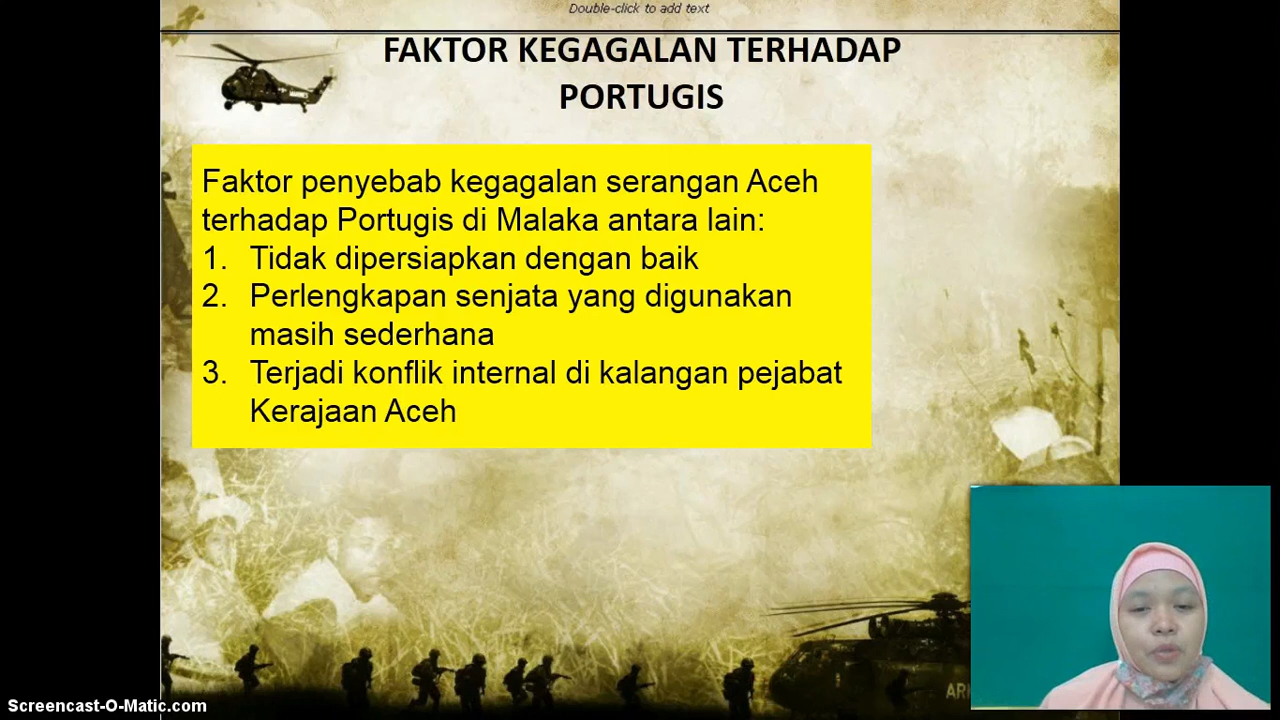 Double-click to add text
FAKTOR KEGAGALAN TERHADAP
PORTUGIS
Faktor penyebab kegagalan serangan Aceh
terhadap Portugis di Malaka antara lain:
1. Tidak dipersiapkan dengan baik
2. Perlengkapan senjata yang digunakan
masih sederhana
3. Terjadi konflik internal di kalangan pejabat
Kerajaan Aceh
Screencast-O-Matic.com